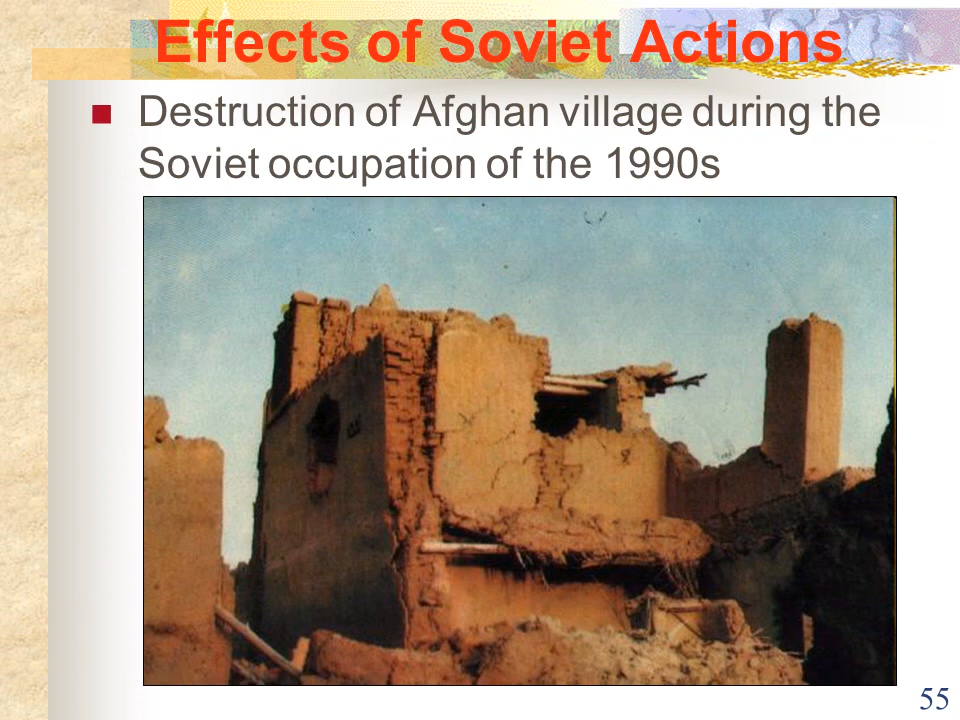 Effects of Soviet Actions
Destruction of Afghan village during the
Soviet occupation of the 1990s
55